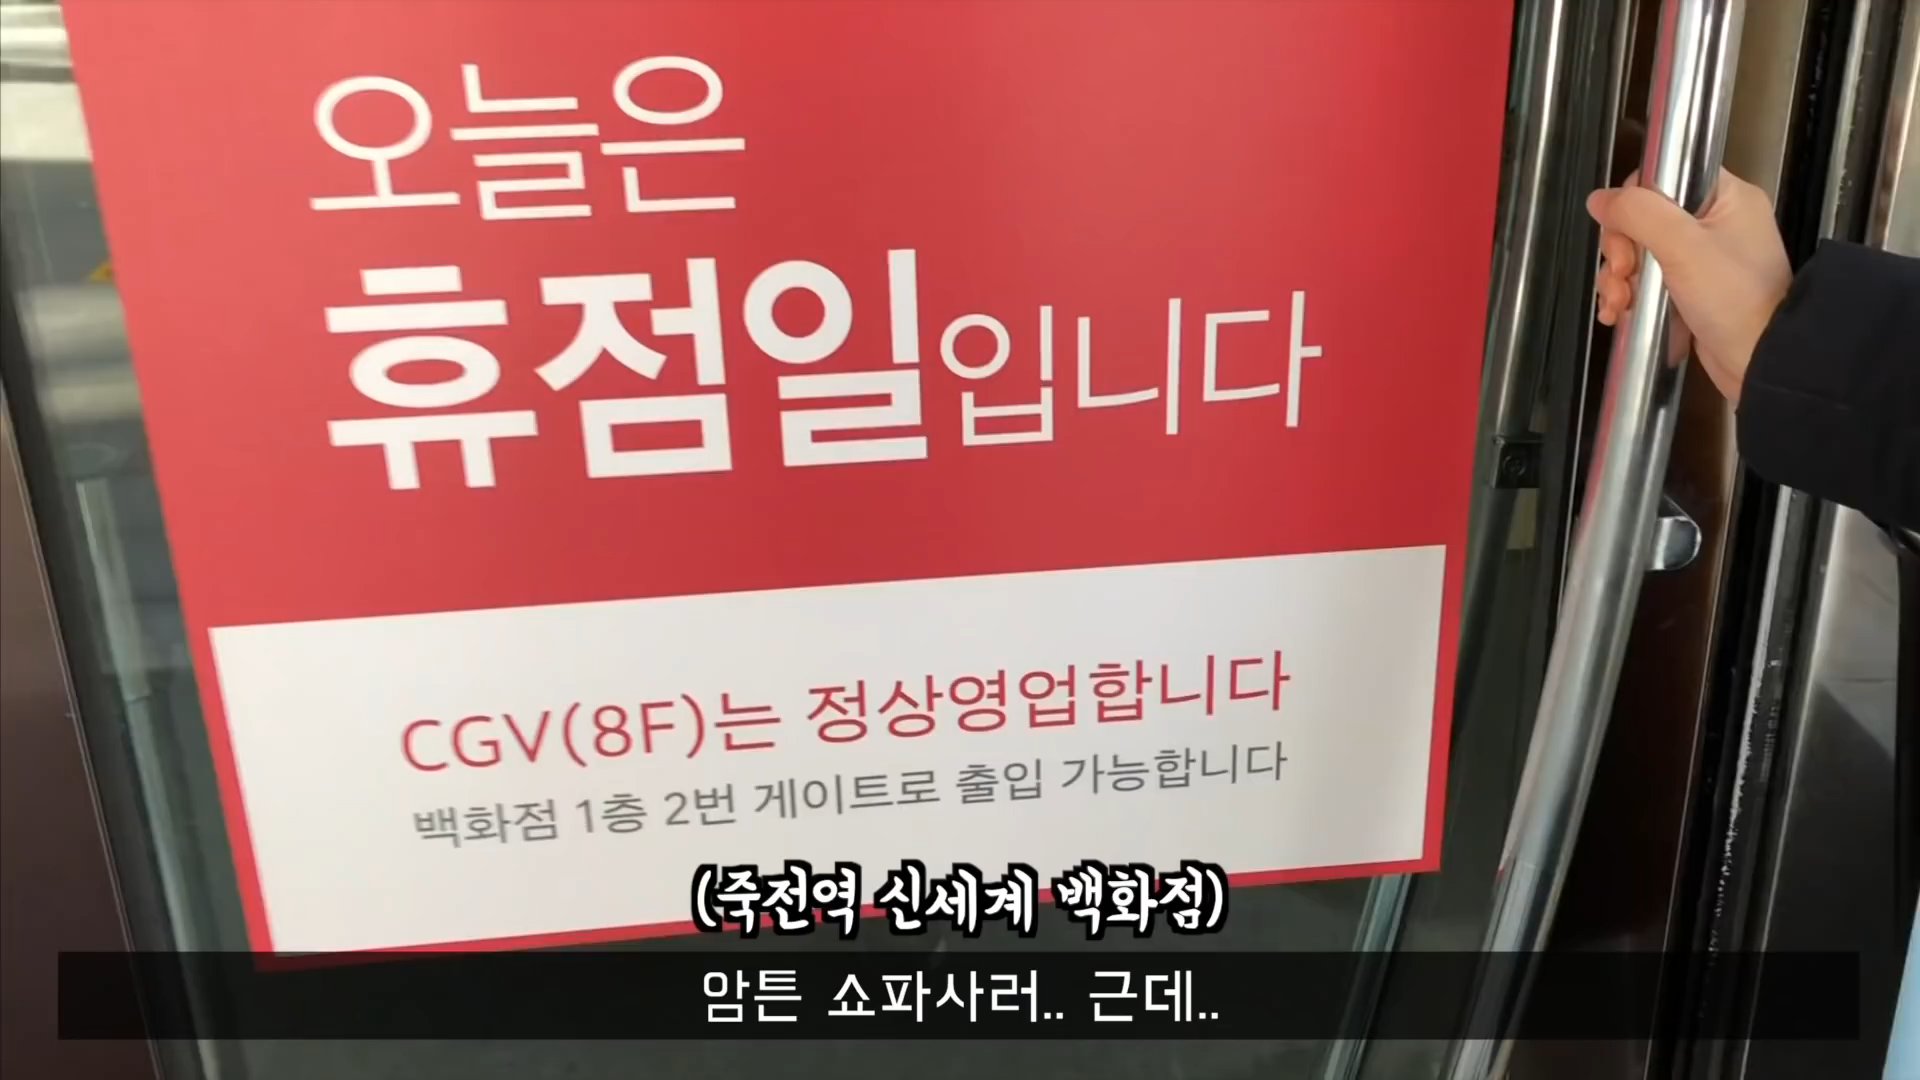 오늘은
휴점일입니다
CGV(8F)는 정상영업합니다
백화점 1층 2번 게이트로 출입 가능합니다
(죽전역 신세계 백화점)
암튼 쇼파사러.. 근데..